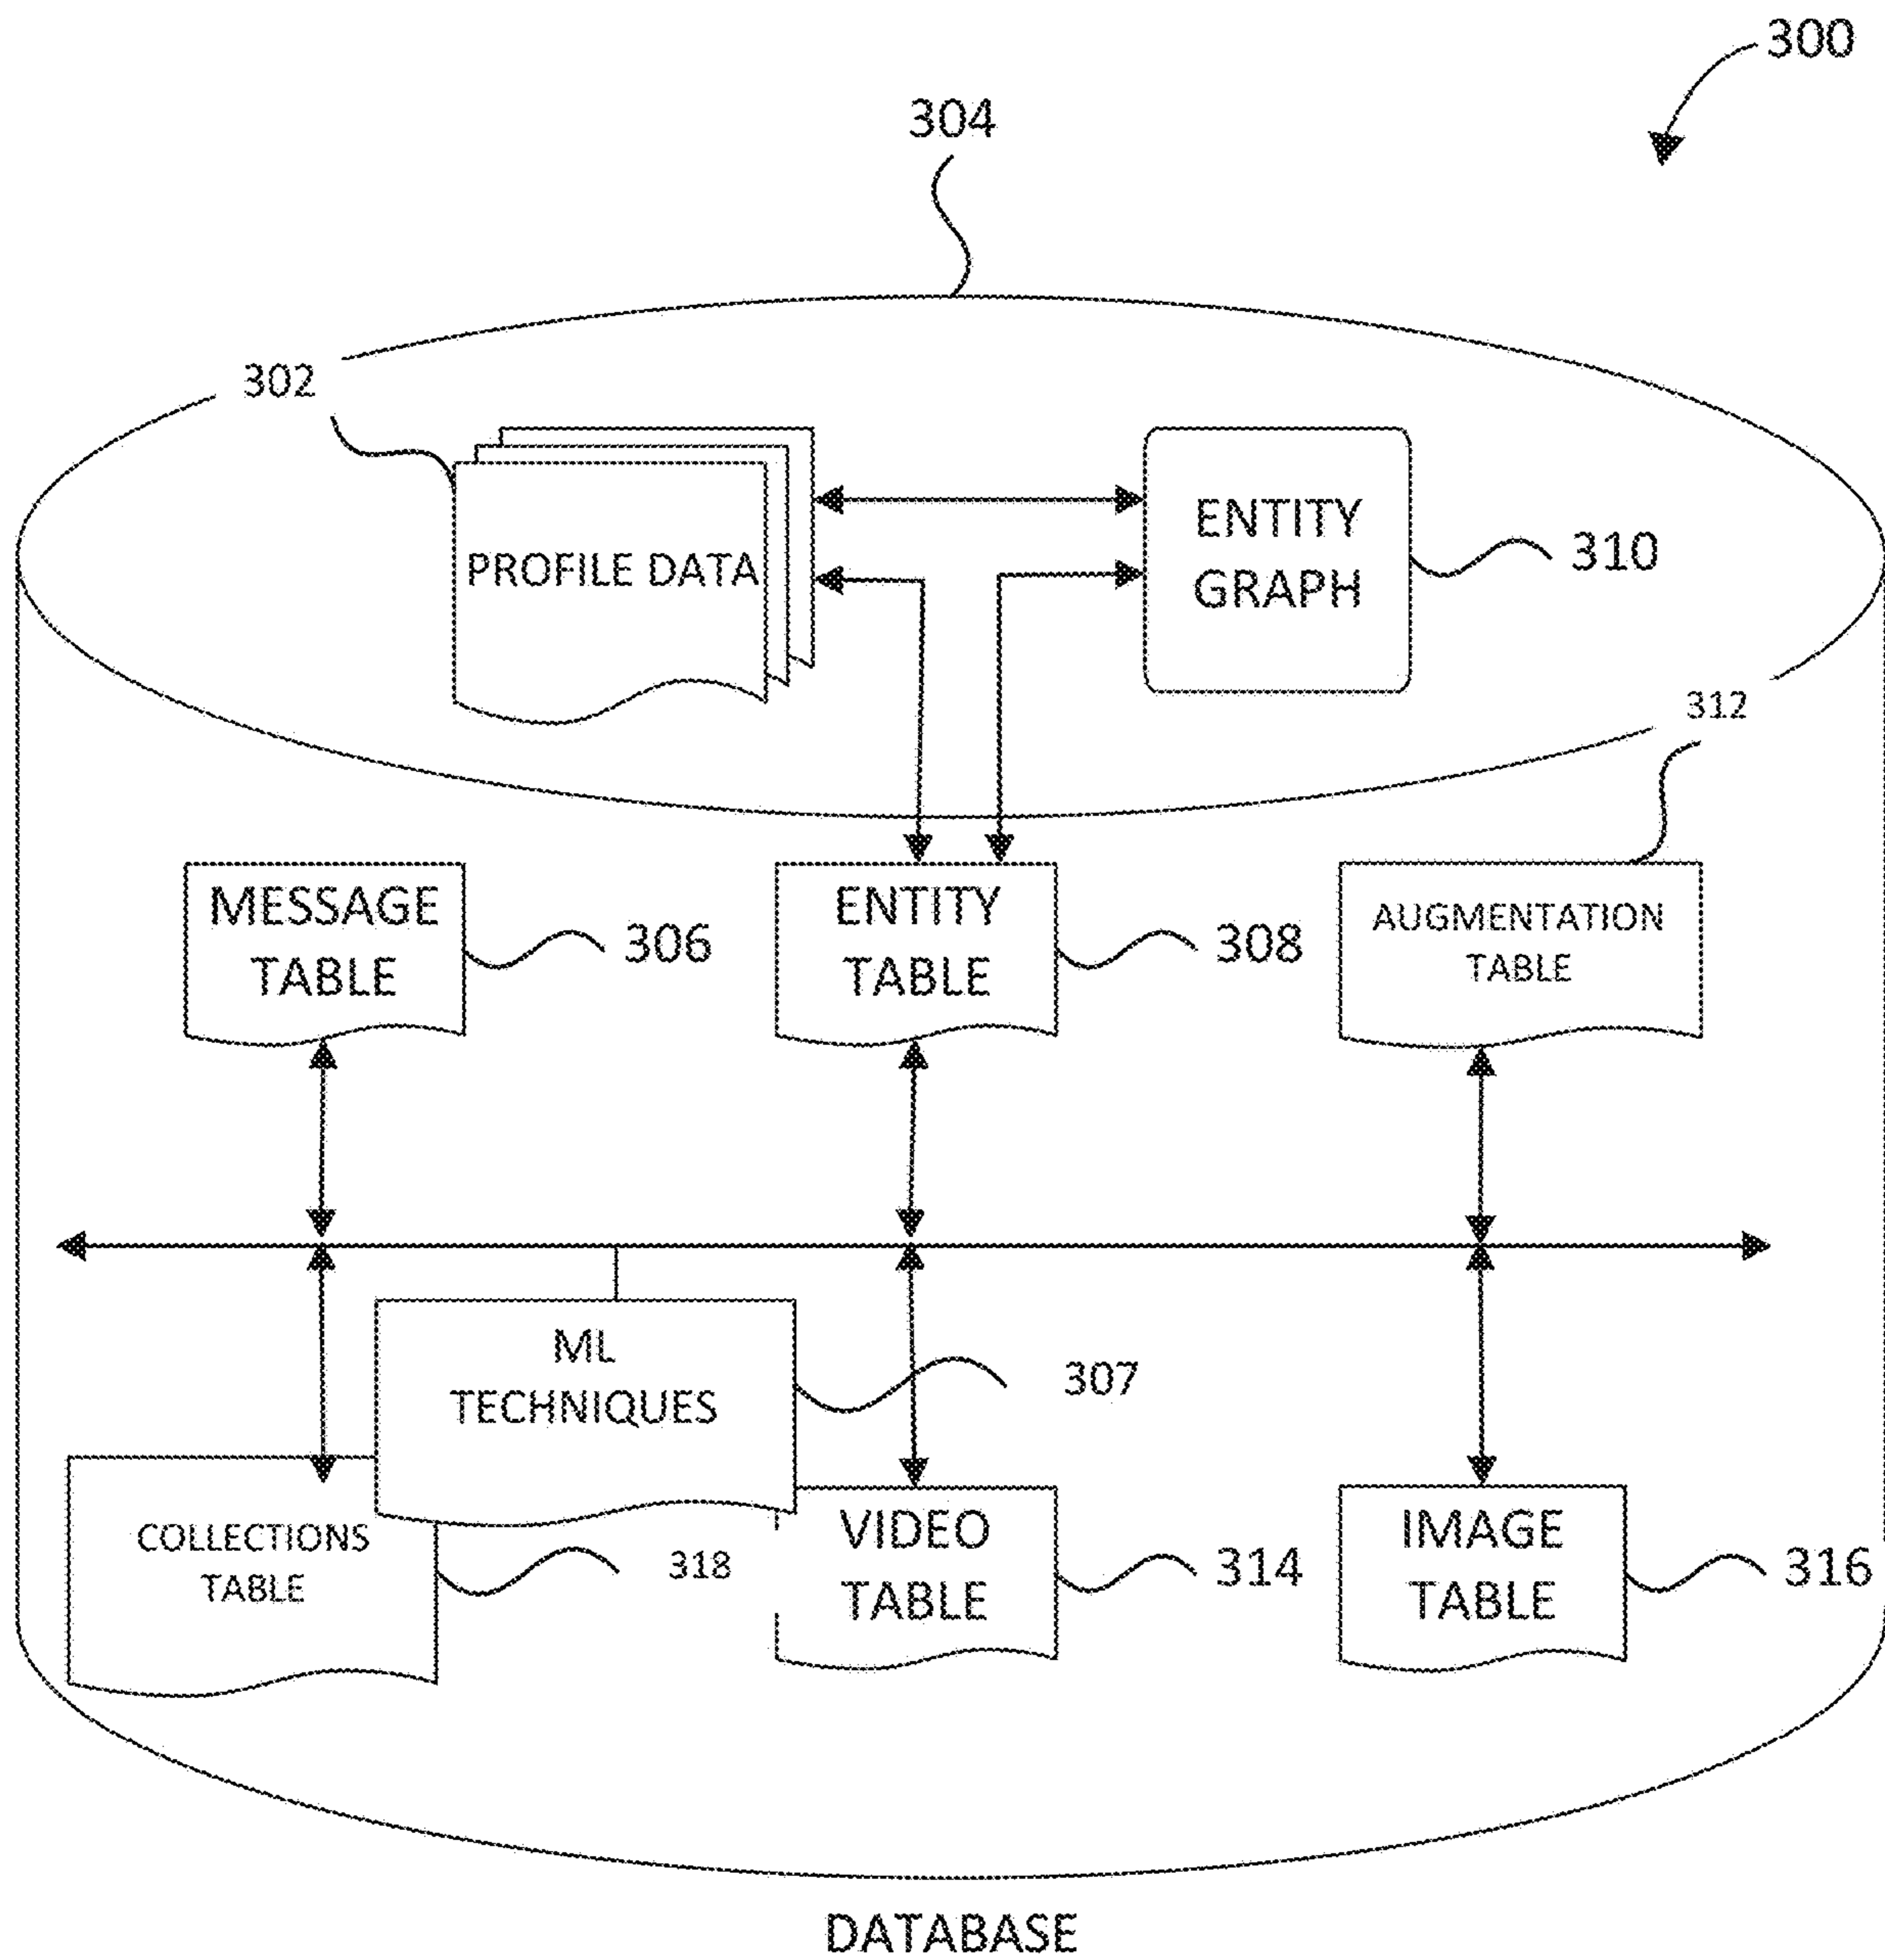 300
304
302
PROFILE DATA
ENTITY
GRAPH
310
312
MESSAGE
TABLE
306
ENTITY
TABLE
308
AUGMENTATION
TABLE
ML
TECHNIQUES
307
COLLECTIONS
TABLE
318
VIDEO
TABLE
314
IMAGE
TABLE
316
DATABASE